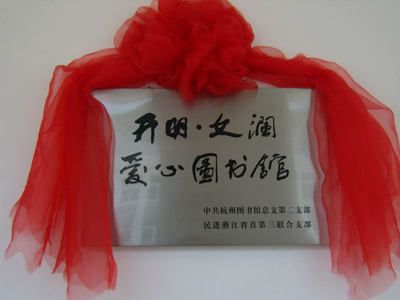 开明·文澜
爱心图书馆
中共杭州图书馆总支第二支部
民进浙江省直第三联合支部